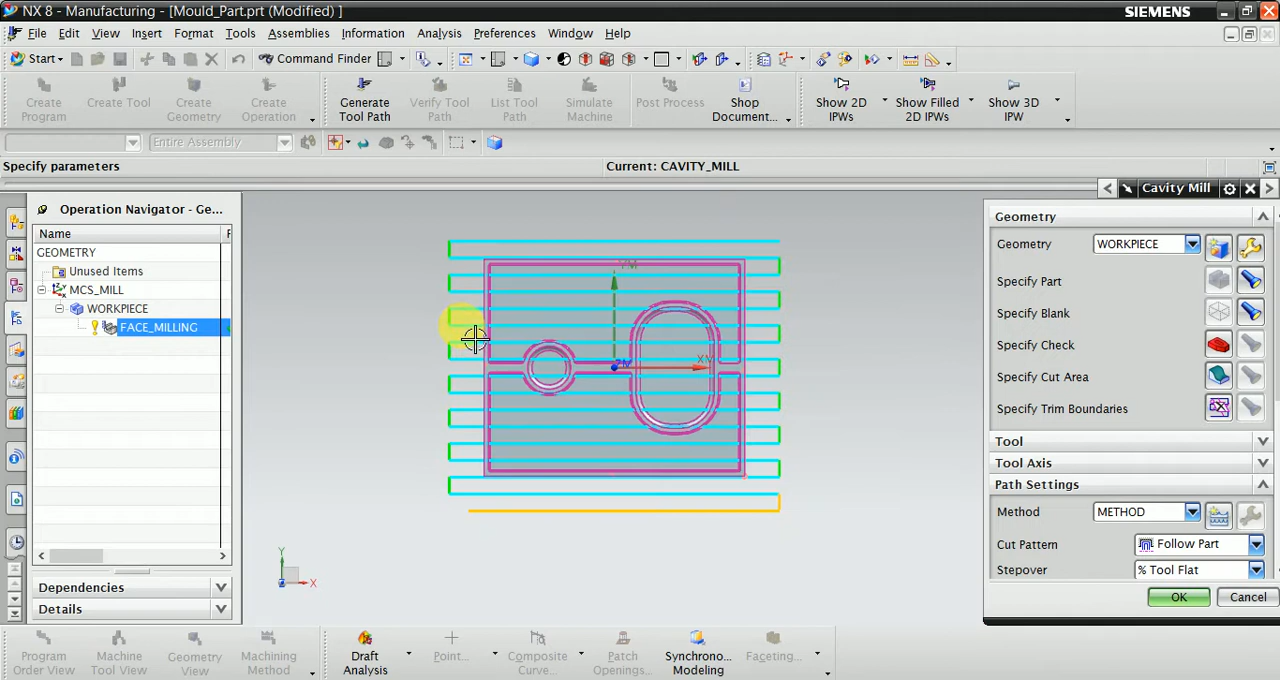 NX 8 - Manufacturing - [Mould_Part.prt (Modified) ]
SIEMENS
File Edit View Insert Format Tools Assemblies Information Analysis Preferences Window Help
Start Command Finder
Create Program
Create Tool
Create Geometry
Create Operation
Generate Tool Path
Verify Tool Path
List Tool Path
Simulate Machine
Post Process
Shop Document...
Show 2D IPWs
Show Filled 2D IPWs
Show 3D IPW
Entire Assembly
Specify parameters
Current: CAVITY_MILL
Operation Navigator - Ge...
Name
GEOMETRY
Unused Items
MCS_MILL
WORKPIECE
FACE_MILLING
Dependencies
Details
YM
XM
ZM
Y
X
Cavity Mill
Geometry
Geometry WORKPIECE
Specify Part
Specify Blank
Specify Check
Specify Cut Area
Specify Trim Boundaries
Tool
Tool Axis
Path Settings
Method METHOD
Cut Pattern Follow Part
Stepover % Tool Flat
OK Cancel
Program Order View
Machine Tool View
Geometry View
Machining Method
Draft Analysis
Point...
Composite Curve...
Patch Openings...
Synchrono... Modeling
Faceting...